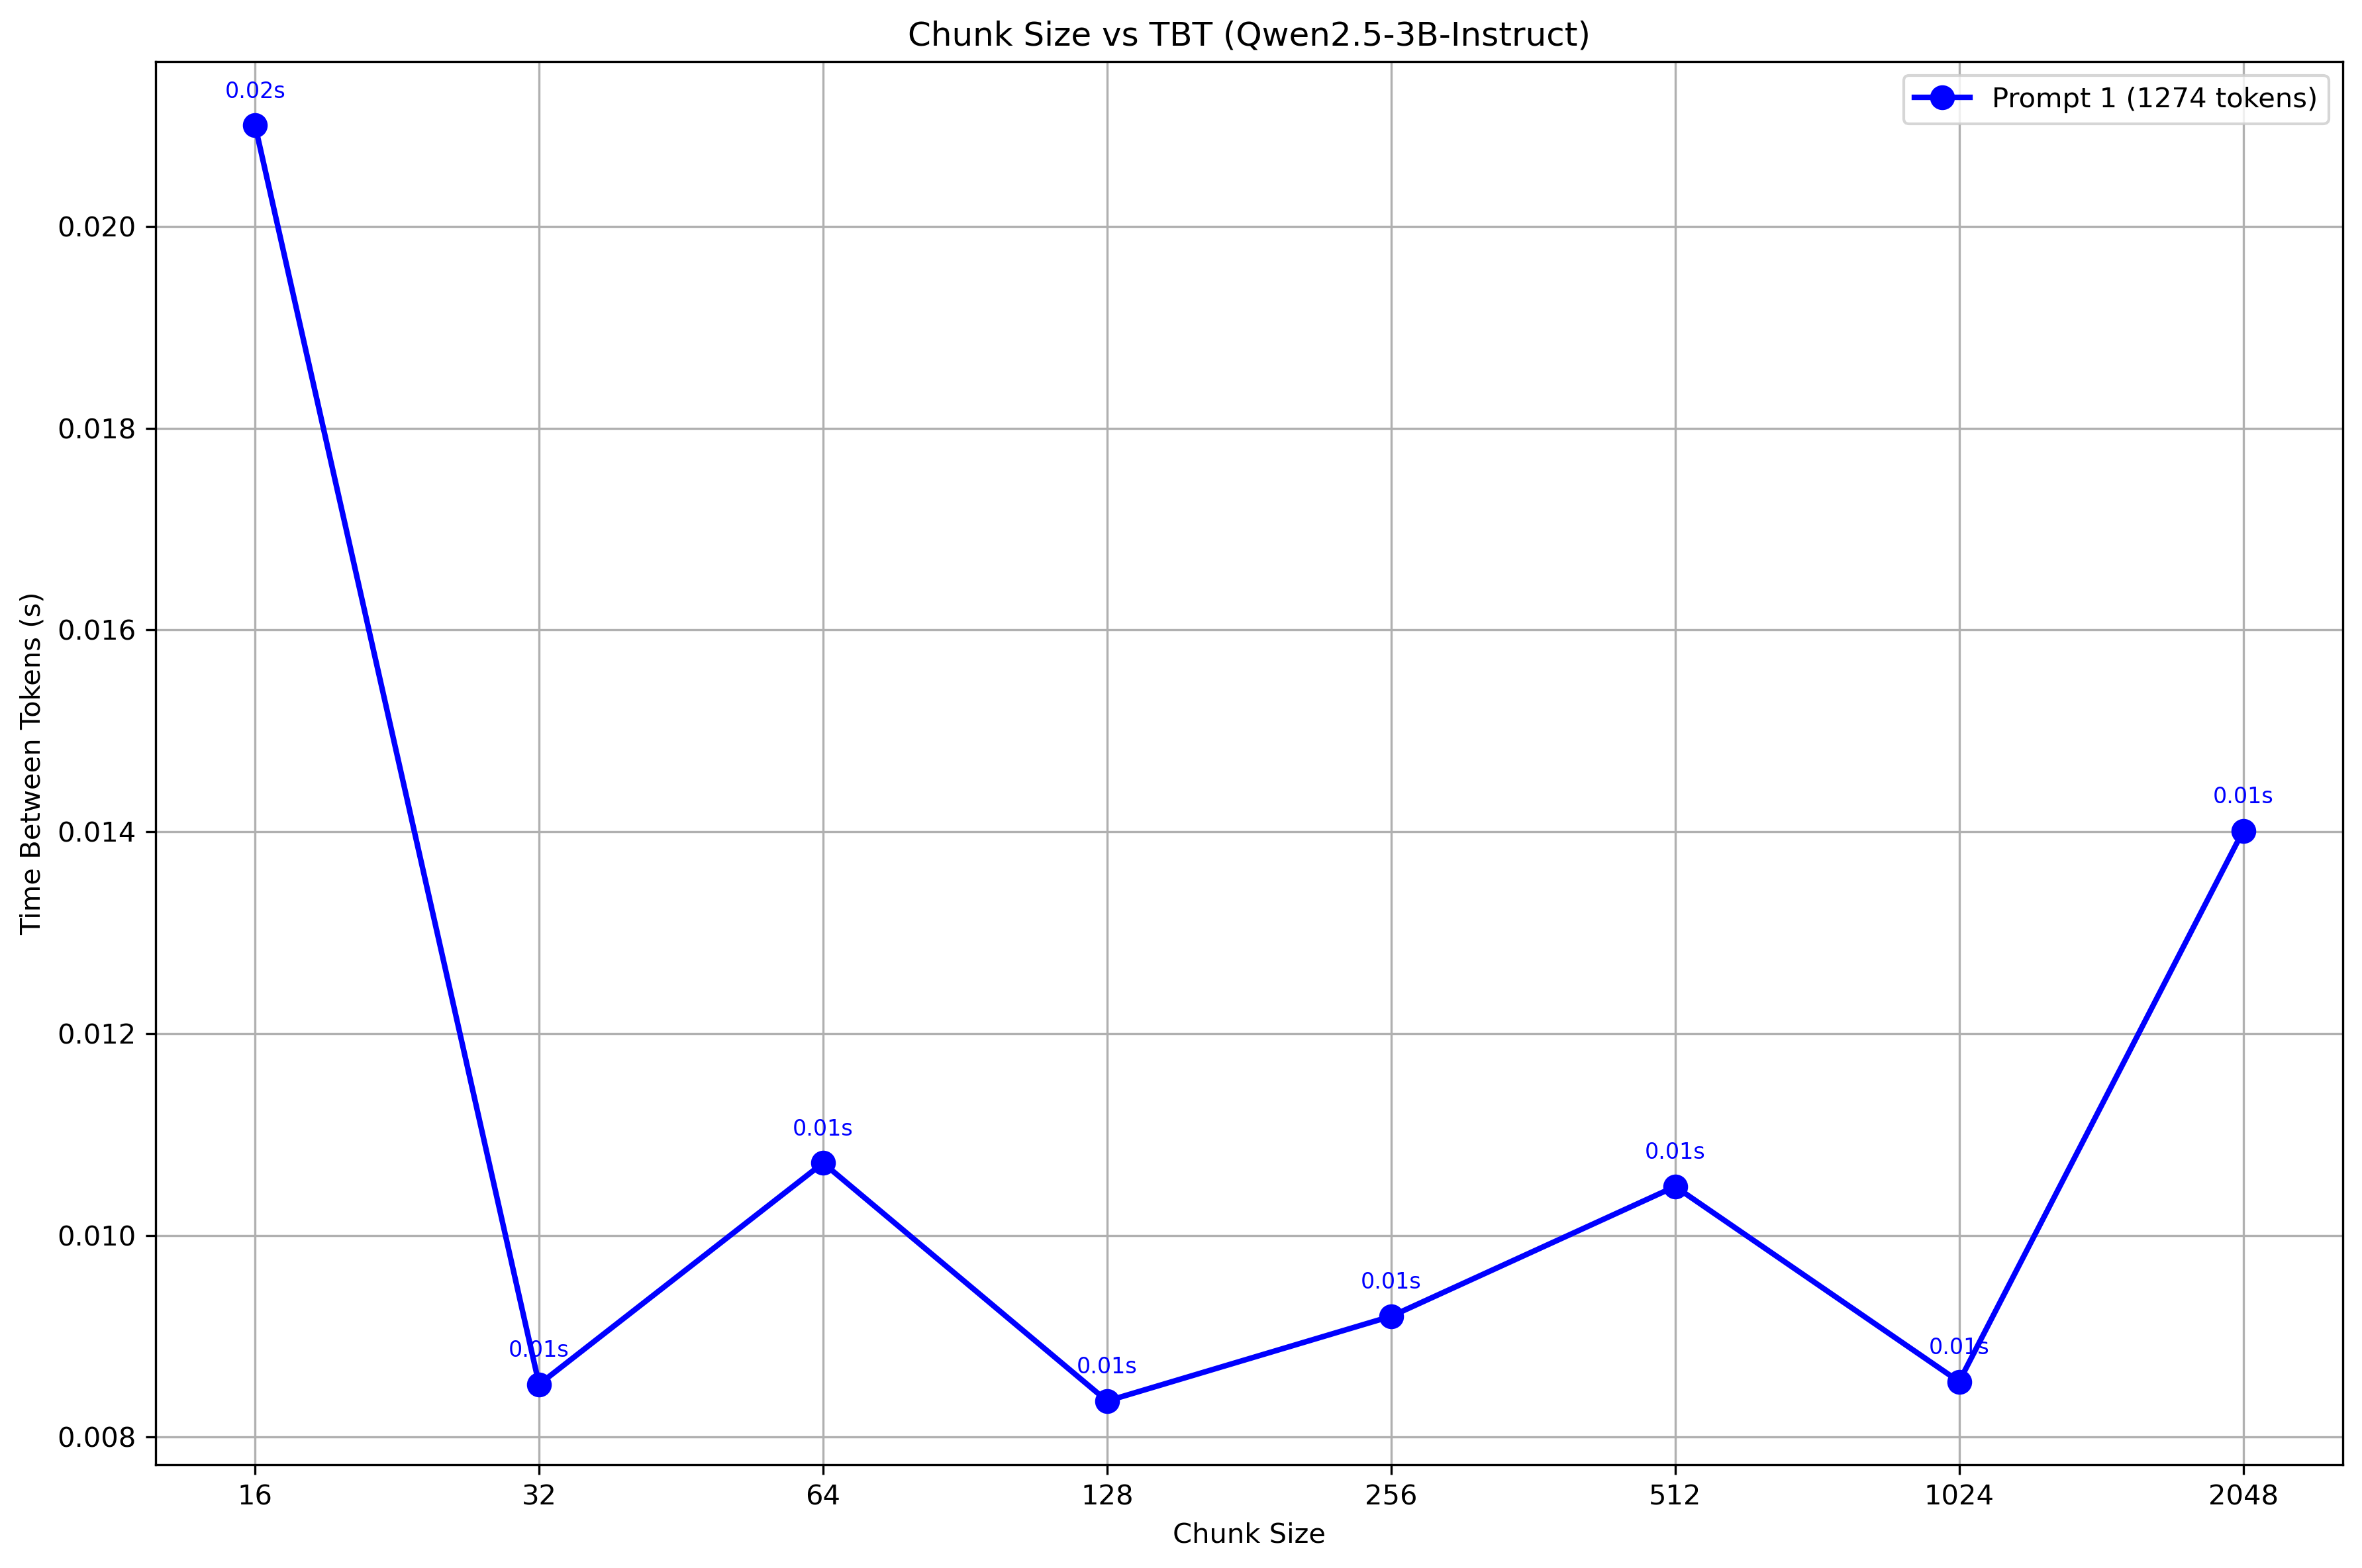 Chunk Size vs TBT (Qwen2.5-3B-Instruct)
Prompt 1 (1274 tokens)
0.02s
0.01s
0.01s
0.01s
0.01s
0.01s
0.01s
0.01s
Time Between Tokens (s)
0.020
0.018
0.016
0.014
0.012
0.010
0.008
16 32 64 128 256 512 1024 2048
Chunk Size